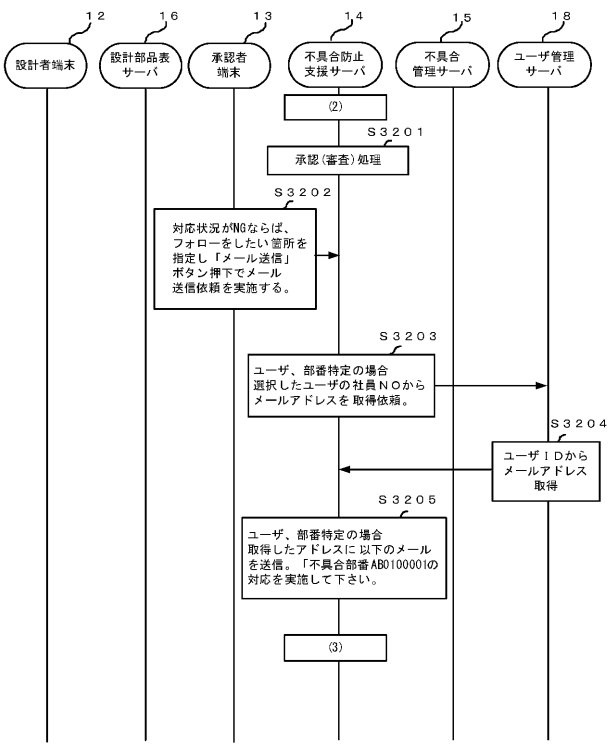 １２
１６
１３
１４
１５
１８
設計者端末
設計部品表
サーバ
承認者
端末
不具合防止
支援サーバ
不具合
管理サーバ
ユーザ管理
サーバ
(2)
Ｓ３２０１
承認(審査)処理
Ｓ３２０２
対応状況がNGならば、
フォローをしたい箇所を
指定し「メール送信」
ボタン押下でメール
送信依頼を実施する。
Ｓ３２０３
ユーザ、部番特定の場合
選択したユーザの社員ＮＯから
メールアドレスを取得依頼。
Ｓ３２０４
ユーザＩＤから
メールアドレス
取得
Ｓ３２０５
ユーザ、部番特定の場合
取得したアドレスに以下のメール
を送信。「不具合部番AB0100001の
対応を実施して下さい。
(3)